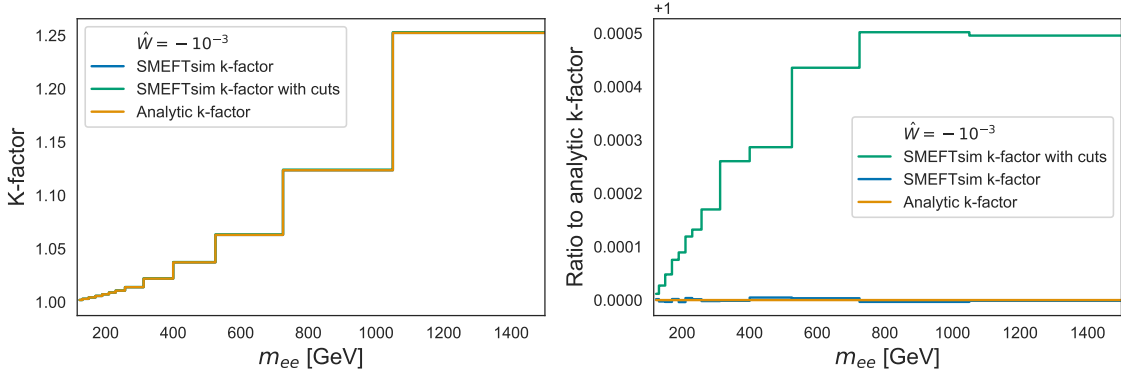 1.25
1.20
1.15
1.10
1.05
1.00
K-factor
Ŵ = −10⁻³
SMEFTsim k-factor
SMEFTsim k-factor with cuts
Analytic k-factor
200 400 600 800 1000 1200 1400
m_ee [GeV]
+1
0.0005
0.0004
0.0003
0.0002
0.0001
0.0000
Ratio to analytic k-factor
Ŵ = −10⁻³
SMEFTsim k-factor with cuts
SMEFTsim k-factor
Analytic k-factor
200 400 600 800 1000 1200 1400
m_ee [GeV]